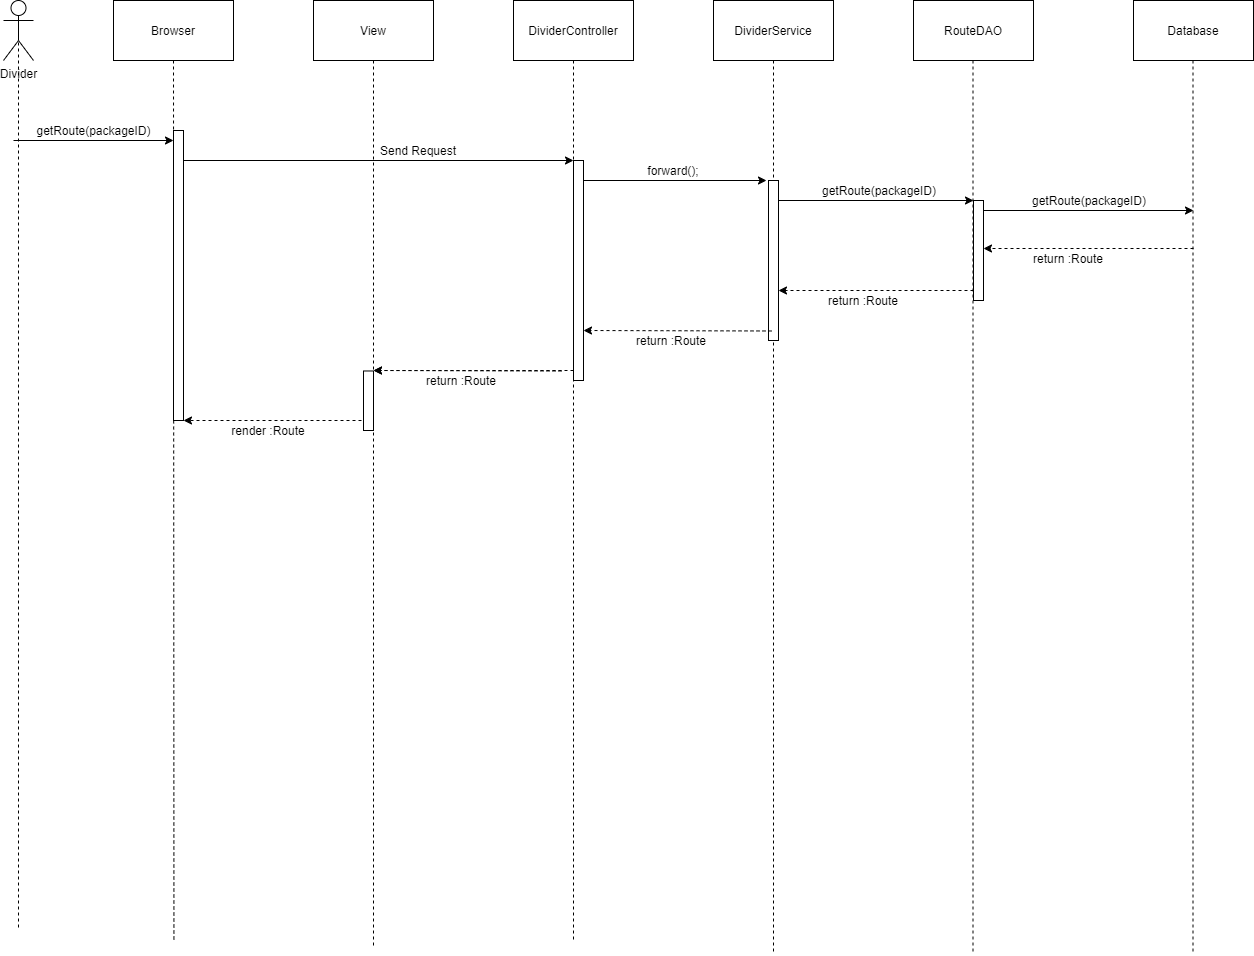 Browser
View
DividerController
DividerService
RouteDAO
Database
Divider
getRoute(packageID)
Send Request
forward();
getRoute(packageID)
getRoute(packageID)
return :Route
return :Route
return :Route
return :Route
render :Route